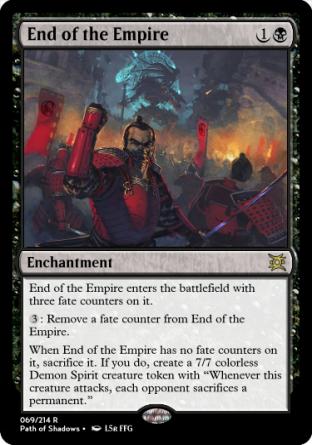 End of the Empire 1
Enchantment
End of the Empire enters the battlefield with
three fate counters on it.
3: Remove a fate counter from End of the
Empire.
When End of the Empire has no fate counters on
it, sacrifice it. If you do, create a 7/7 colorless
Demon Spirit creature token with “Whenever this
creature attacks, each opponent sacrifices a
permanent.”
069/214 R
Path of Shadows • L5R FFG